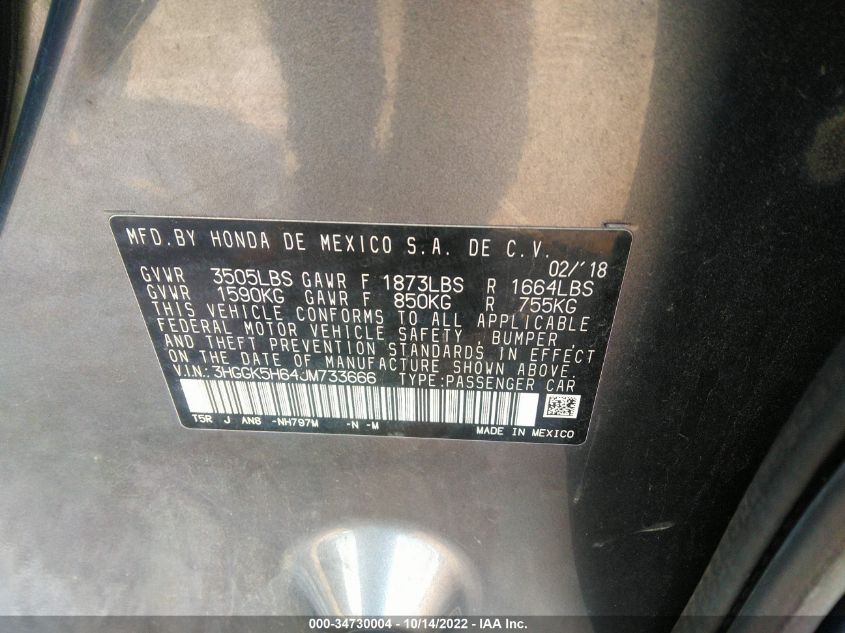 MFD.BY HONDA DE MEXICO S.A. DE C.V.
02/'18
GVWR 3505LBS GAWR F 1873LBS R 1664LBS
GVWR 1590KG GAWR F 850KG R 755KG
THIS VEHICLE CONFORMS TO ALL APPLICABLE
FEDERAL MOTOR VEHICLE SAFETY, BUMPER,
AND THEFT PREVENTION STANDARDS IN EFFECT
ON THE DATE OF MANUFACTURE SHOWN ABOVE.
V.IN.: 3HGGK5H64JM733666 TYPE:PASSENGER CAR
T5R J AN8 -NH797M -N -M
MADE IN MEXICO
000-34730004 - 10/14/2022 - IAA Inc.